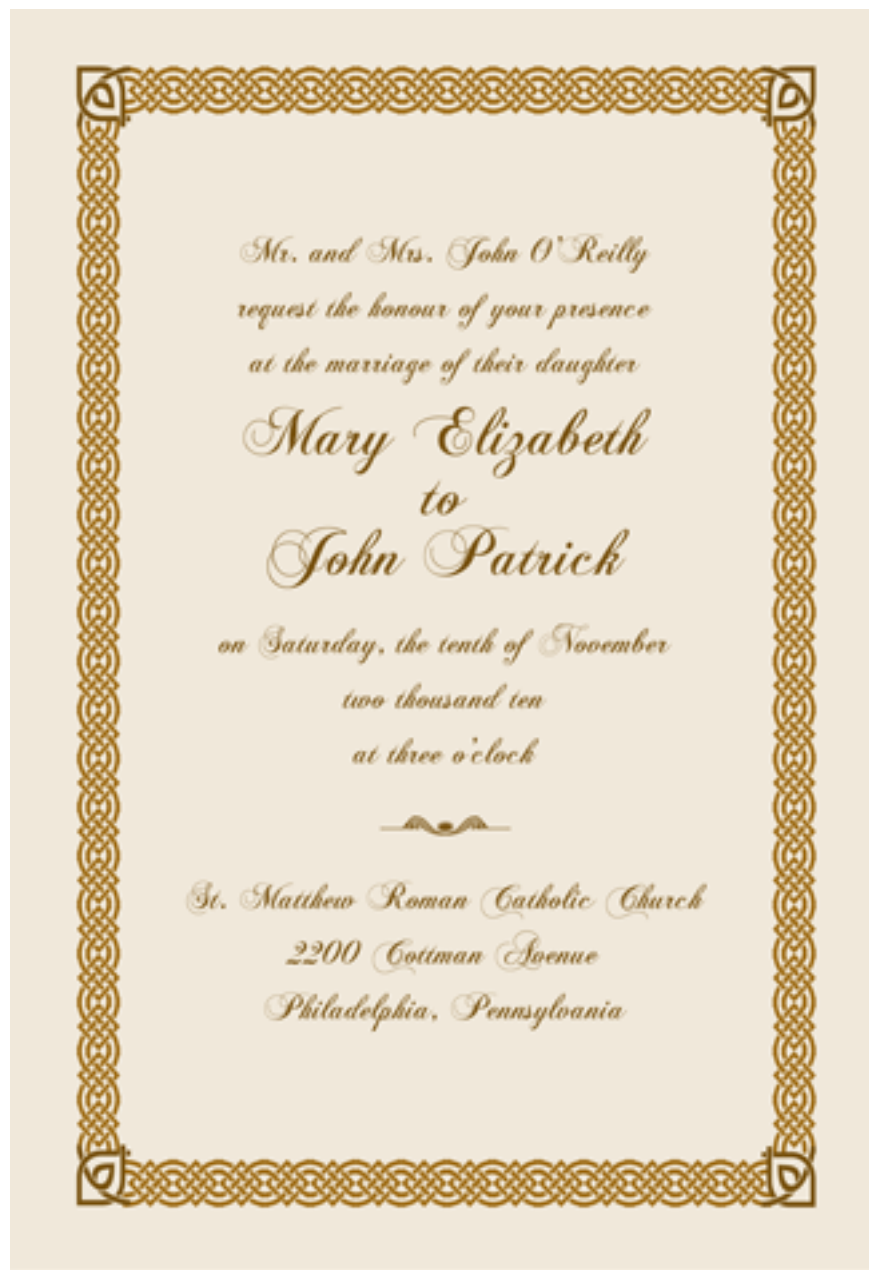 Mr. and Mrs. John O'Reilly
request the honour of your presence
at the marriage of their daughter
Mary Elizabeth
to
John Patrick
on Saturday, the tenth of November
two thousand ten
at three o'clock
St. Matthew Roman Catholic Church
2200 Cottman Avenue
Philadelphia, Pennsylvania